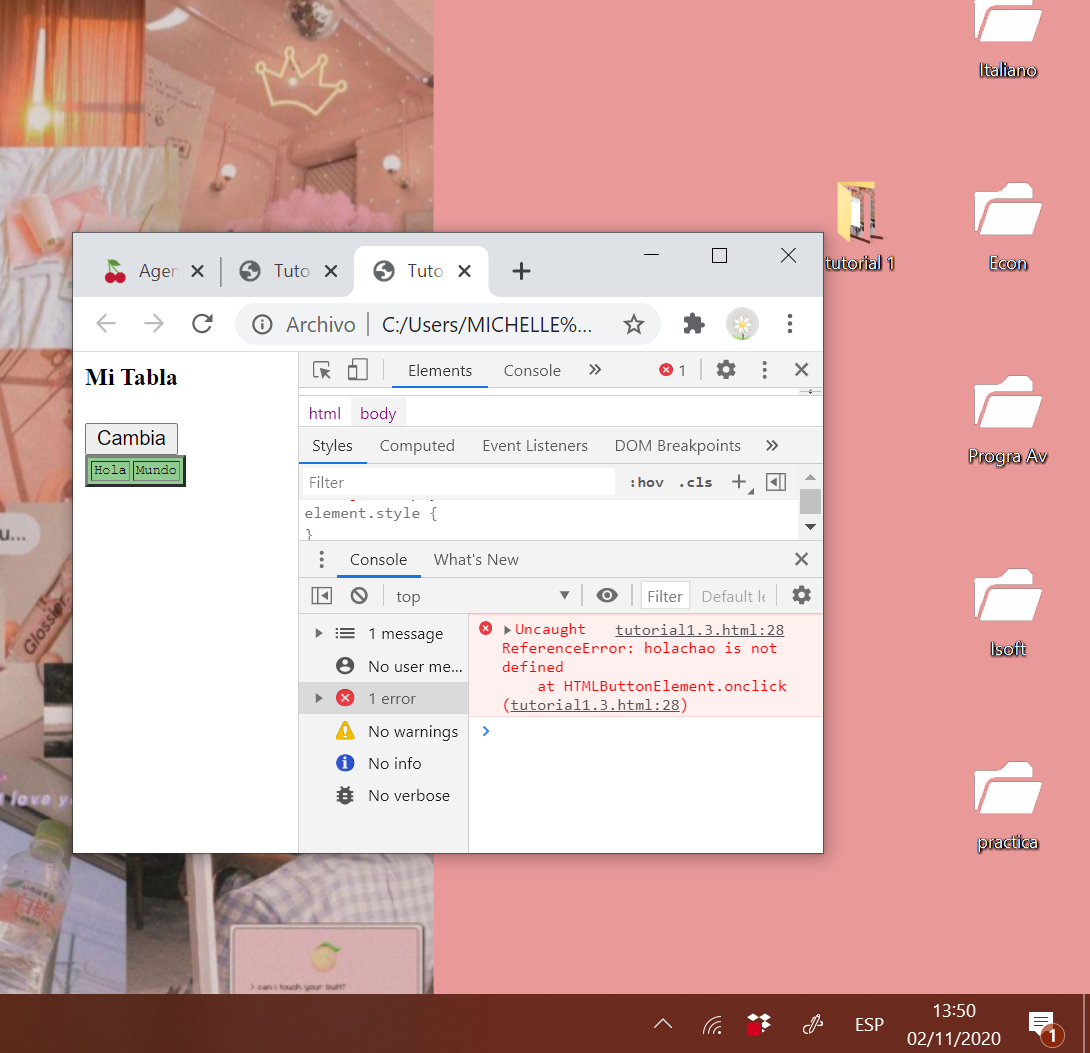 Italiano
tutorial 1
Econ
Progra Av
Isoft
practica
Agen
Tuto
Tuto
Archivo
C:/Users/MICHELLE%...
Mi Tabla
Cambia
Hola Mundo
Elements Console » 1
html body
Styles Computed Event Listeners DOM Breakpoints »
Filter :hov .cls +
element.style {
}
Console What's New
top Filter Default le
1 message
No user me...
1 error
No warnings
No info
No verbose
Uncaught tutorial1.3.html:28
ReferenceError: holachao is not
defined
at HTMLButtonElement.onclick
(tutorial1.3.html:28)
u...
Glossier.
love
> can i touch your butt?
ESP
13:50
02/11/2020
1